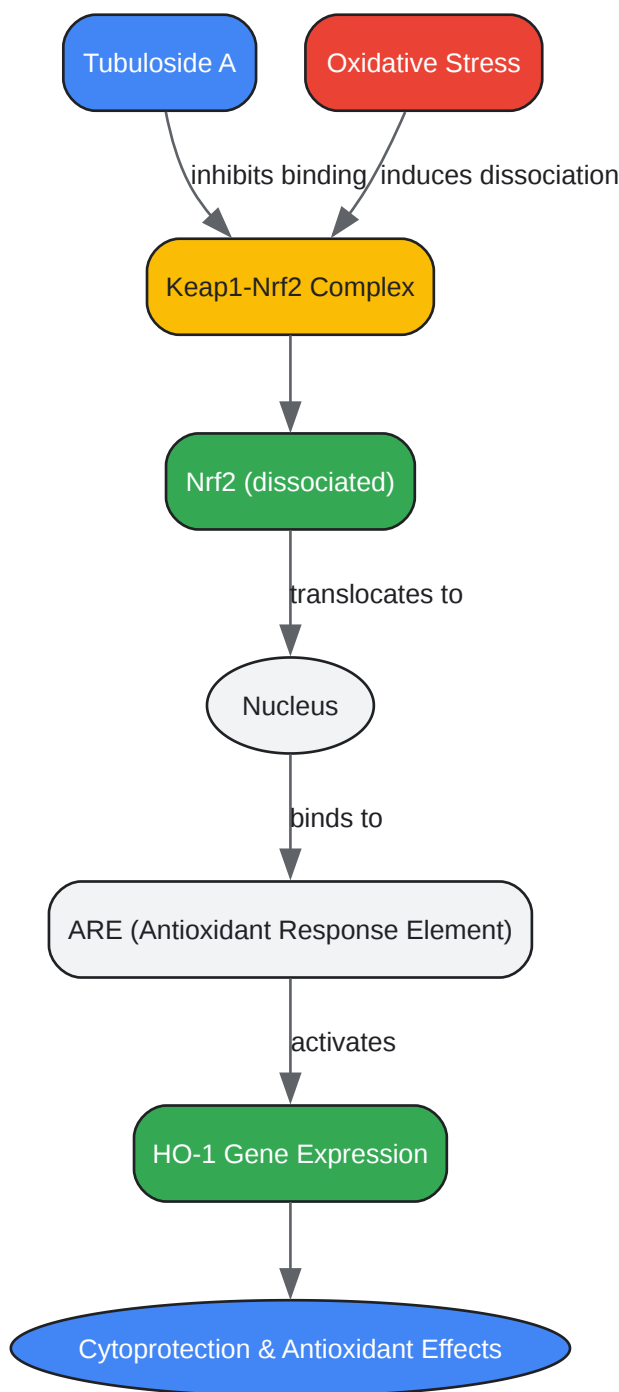 Tubuloside A
Oxidative Stress
inhibits binding
induces dissociation
Keap1-Nrf2 Complex
Nrf2 (dissociated)
translocates to
Nucleus
binds to
ARE (Antioxidant Response Element)
activates
HO-1 Gene Expression
Cytoprotection & Antioxidant Effects